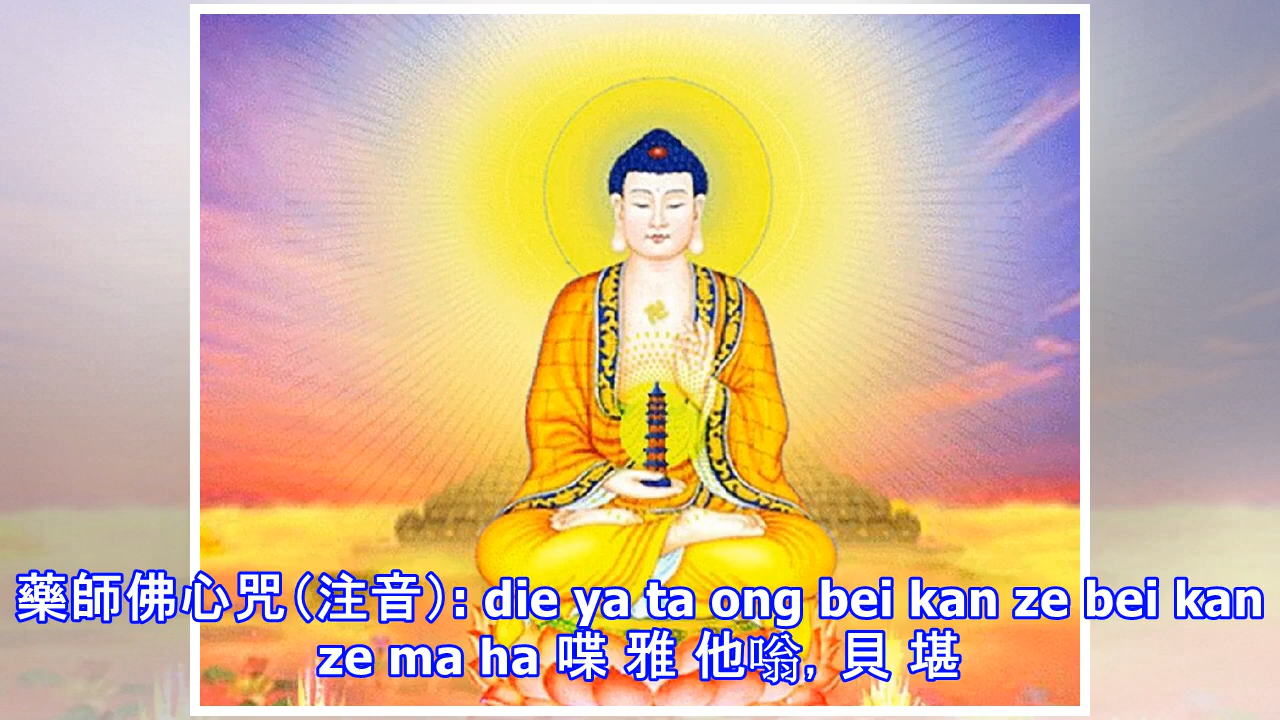 藥師佛心咒（注音）: die ya ta ong bei kan ze bei kan
ze ma ha 喋 雅 他嗡, 貝 堪